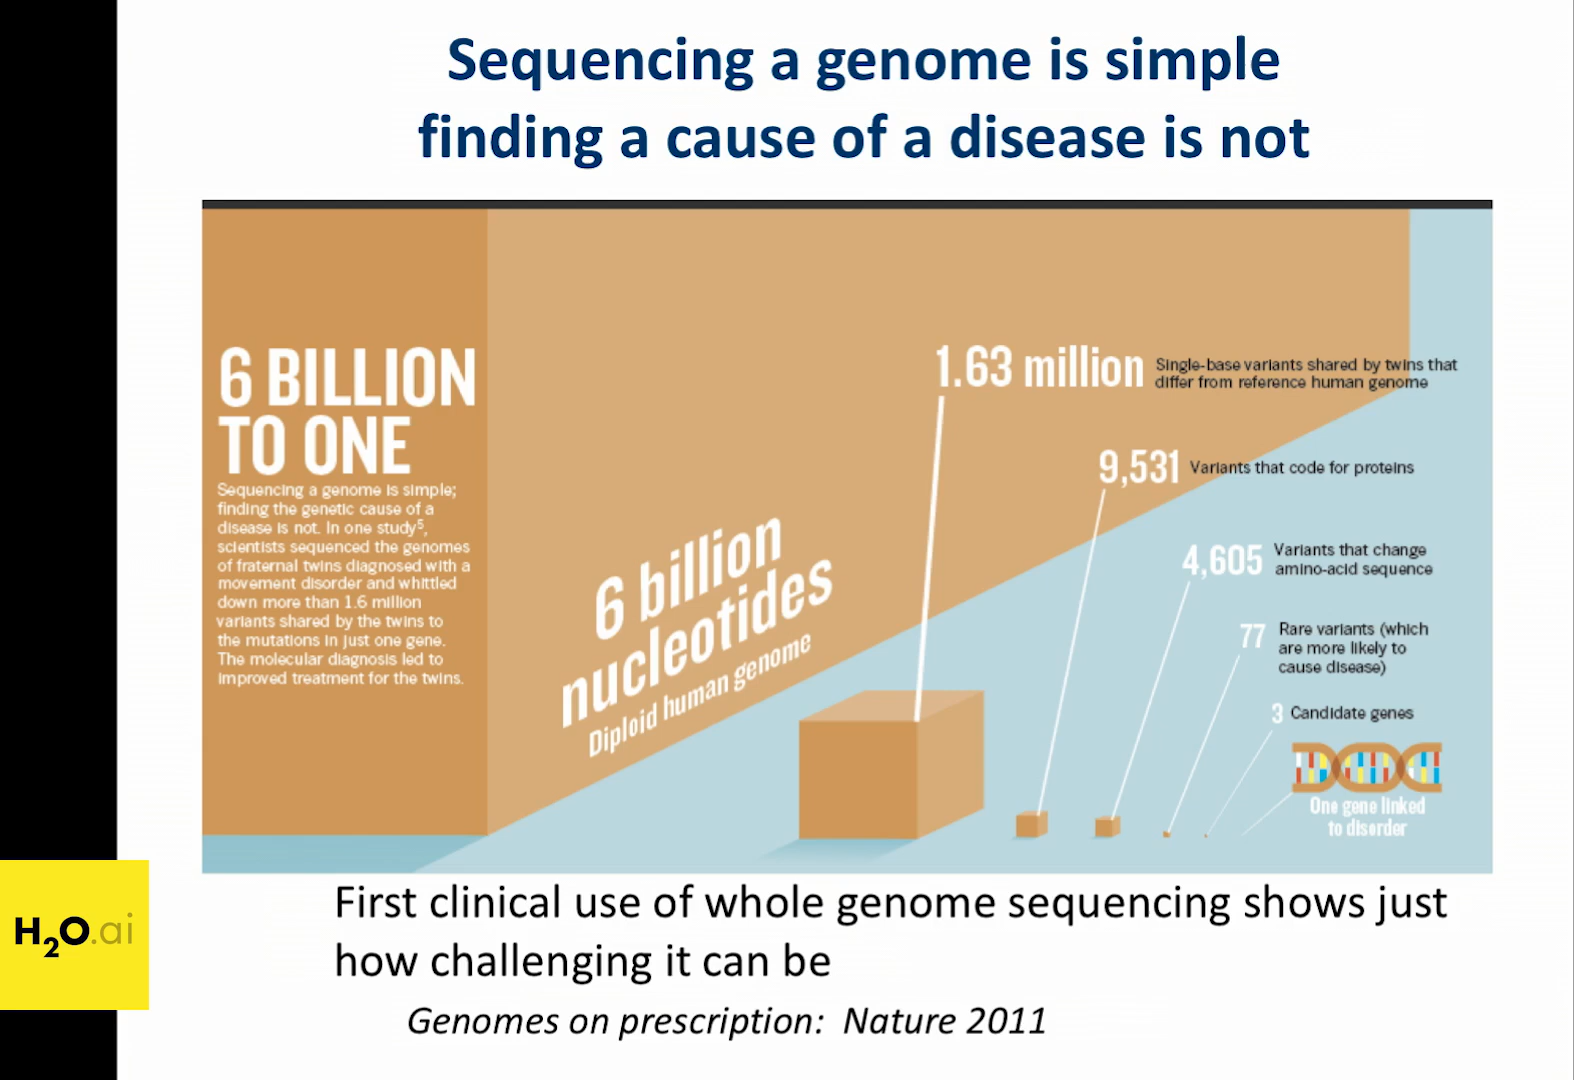 Sequencing a genome is simple
finding a cause of a disease is not
6 BILLION
TO ONE
Sequencing a genome is simple;
finding the genetic cause of a
disease is not. In one study⁵,
scientists sequenced the genomes
of fraternal twins diagnosed with a
movement disorder and whittled
down more than 1.6 million
variants shared by the twins to
the mutations in just one gene.
The molecular diagnosis led to
improved treatment for the twins.
6 billion
nucleotides
Diploid human genome
1.63 million
Single-base variants shared by twins that
differ from reference human genome
9,531
Variants that code for proteins
4,605
Variants that change
amino-acid sequence
77
Rare variants (which
are more likely to
cause disease)
3
Candidate genes
One gene linked
to disorder
First clinical use of whole genome sequencing shows just
how challenging it can be
Genomes on prescription: Nature 2011
H2O.ai